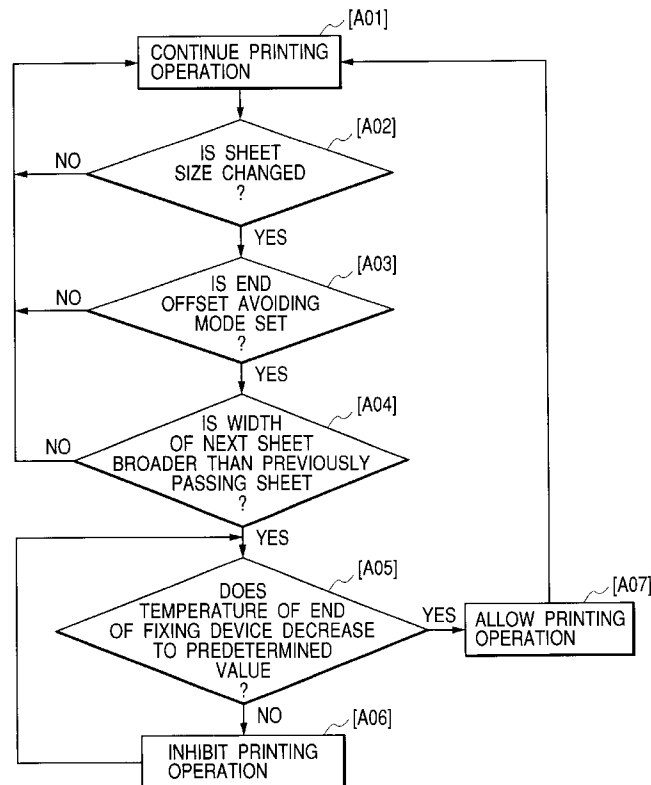 [A01]
CONTINUE PRINTING
OPERATION
[A02]
IS SHEET
SIZE CHANGED
?
NO
YES
[A03]
IS END
OFFSET AVOIDING
MODE SET
?
NO
YES
[A04]
IS WIDTH
OF NEXT SHEET
BROADER THAN PREVIOUSLY
PASSING SHEET
?
NO
YES
[A05]
DOES
TEMPERATURE OF END
OF FIXING DEVICE DECREASE
TO PREDETERMINED
VALUE
?
YES
[A07]
ALLOW PRINTING
OPERATION
NO
[A06]
INHIBIT PRINTING
OPERATION